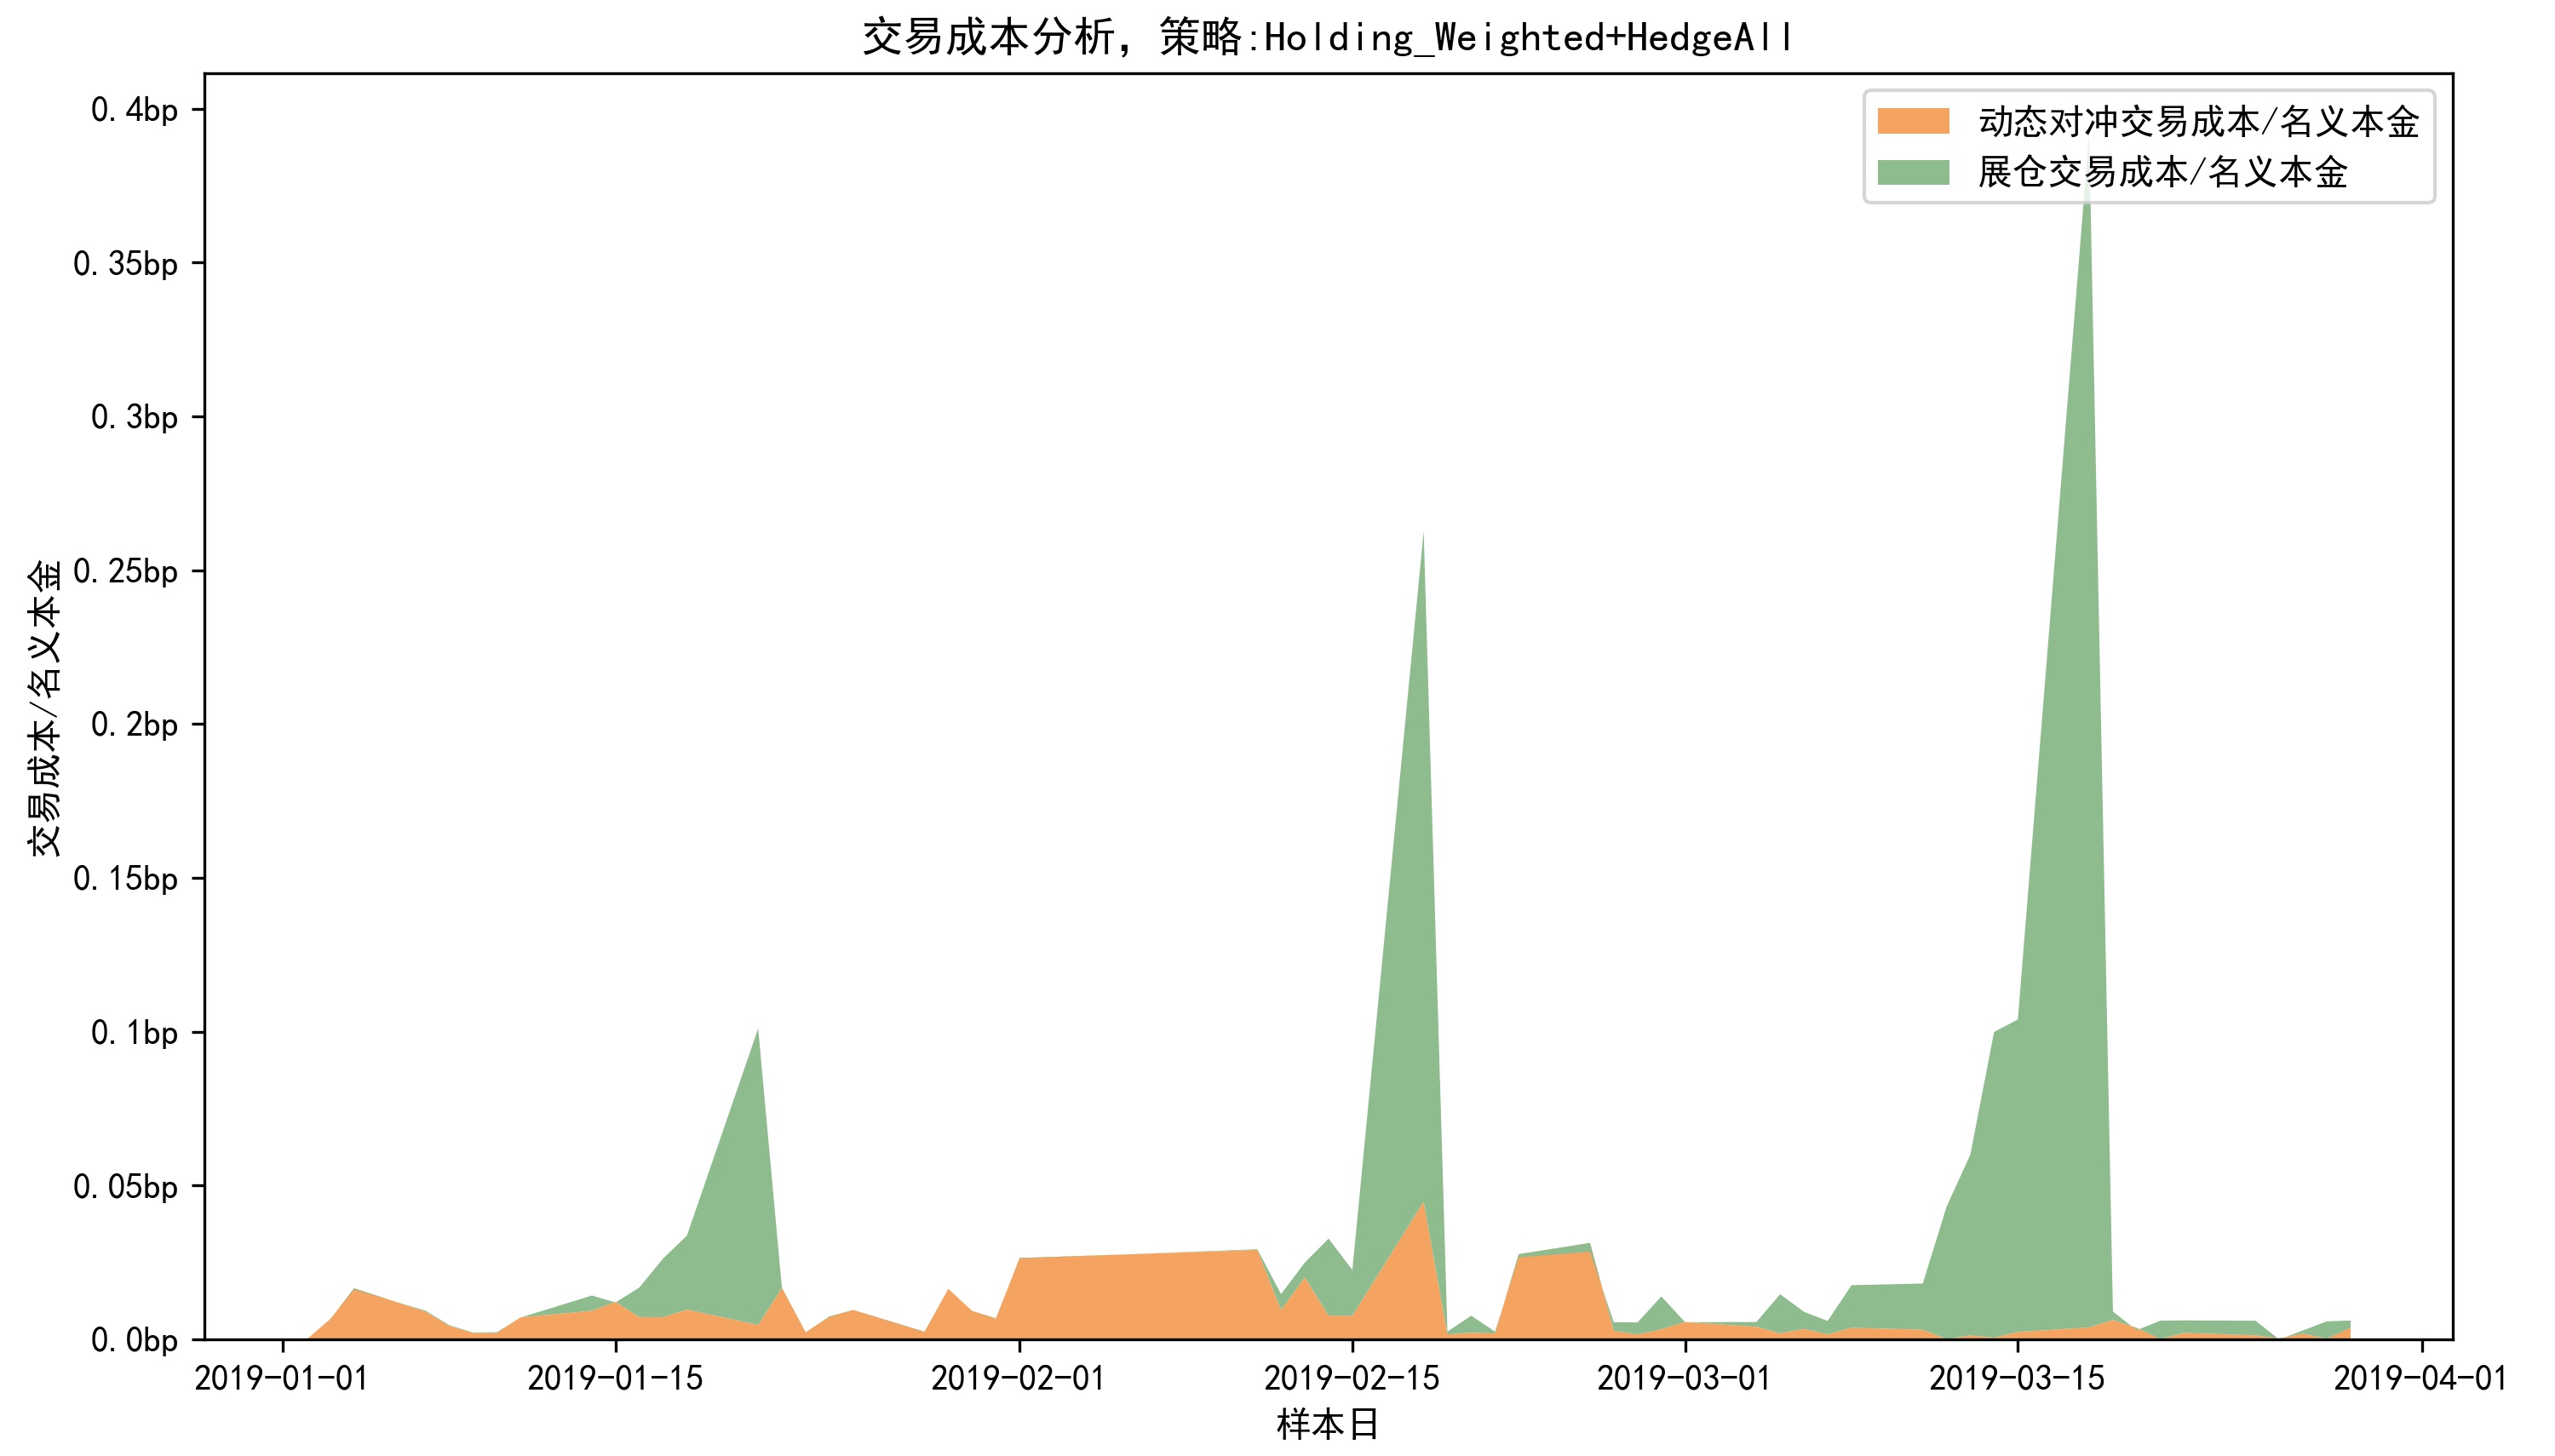 交易成本分析，策略:Holding_Weighted+HedgeAll
动态对冲交易成本/名义本金
展仓交易成本/名义本金
0.4bp
0.35bp
0.3bp
0.25bp
0.2bp
0.15bp
0.1bp
0.05bp
0.0bp
交易成本/名义本金
2019-01-01
2019-01-15
2019-02-01
2019-02-15
2019-03-01
2019-03-15
2019-04-01
样本日